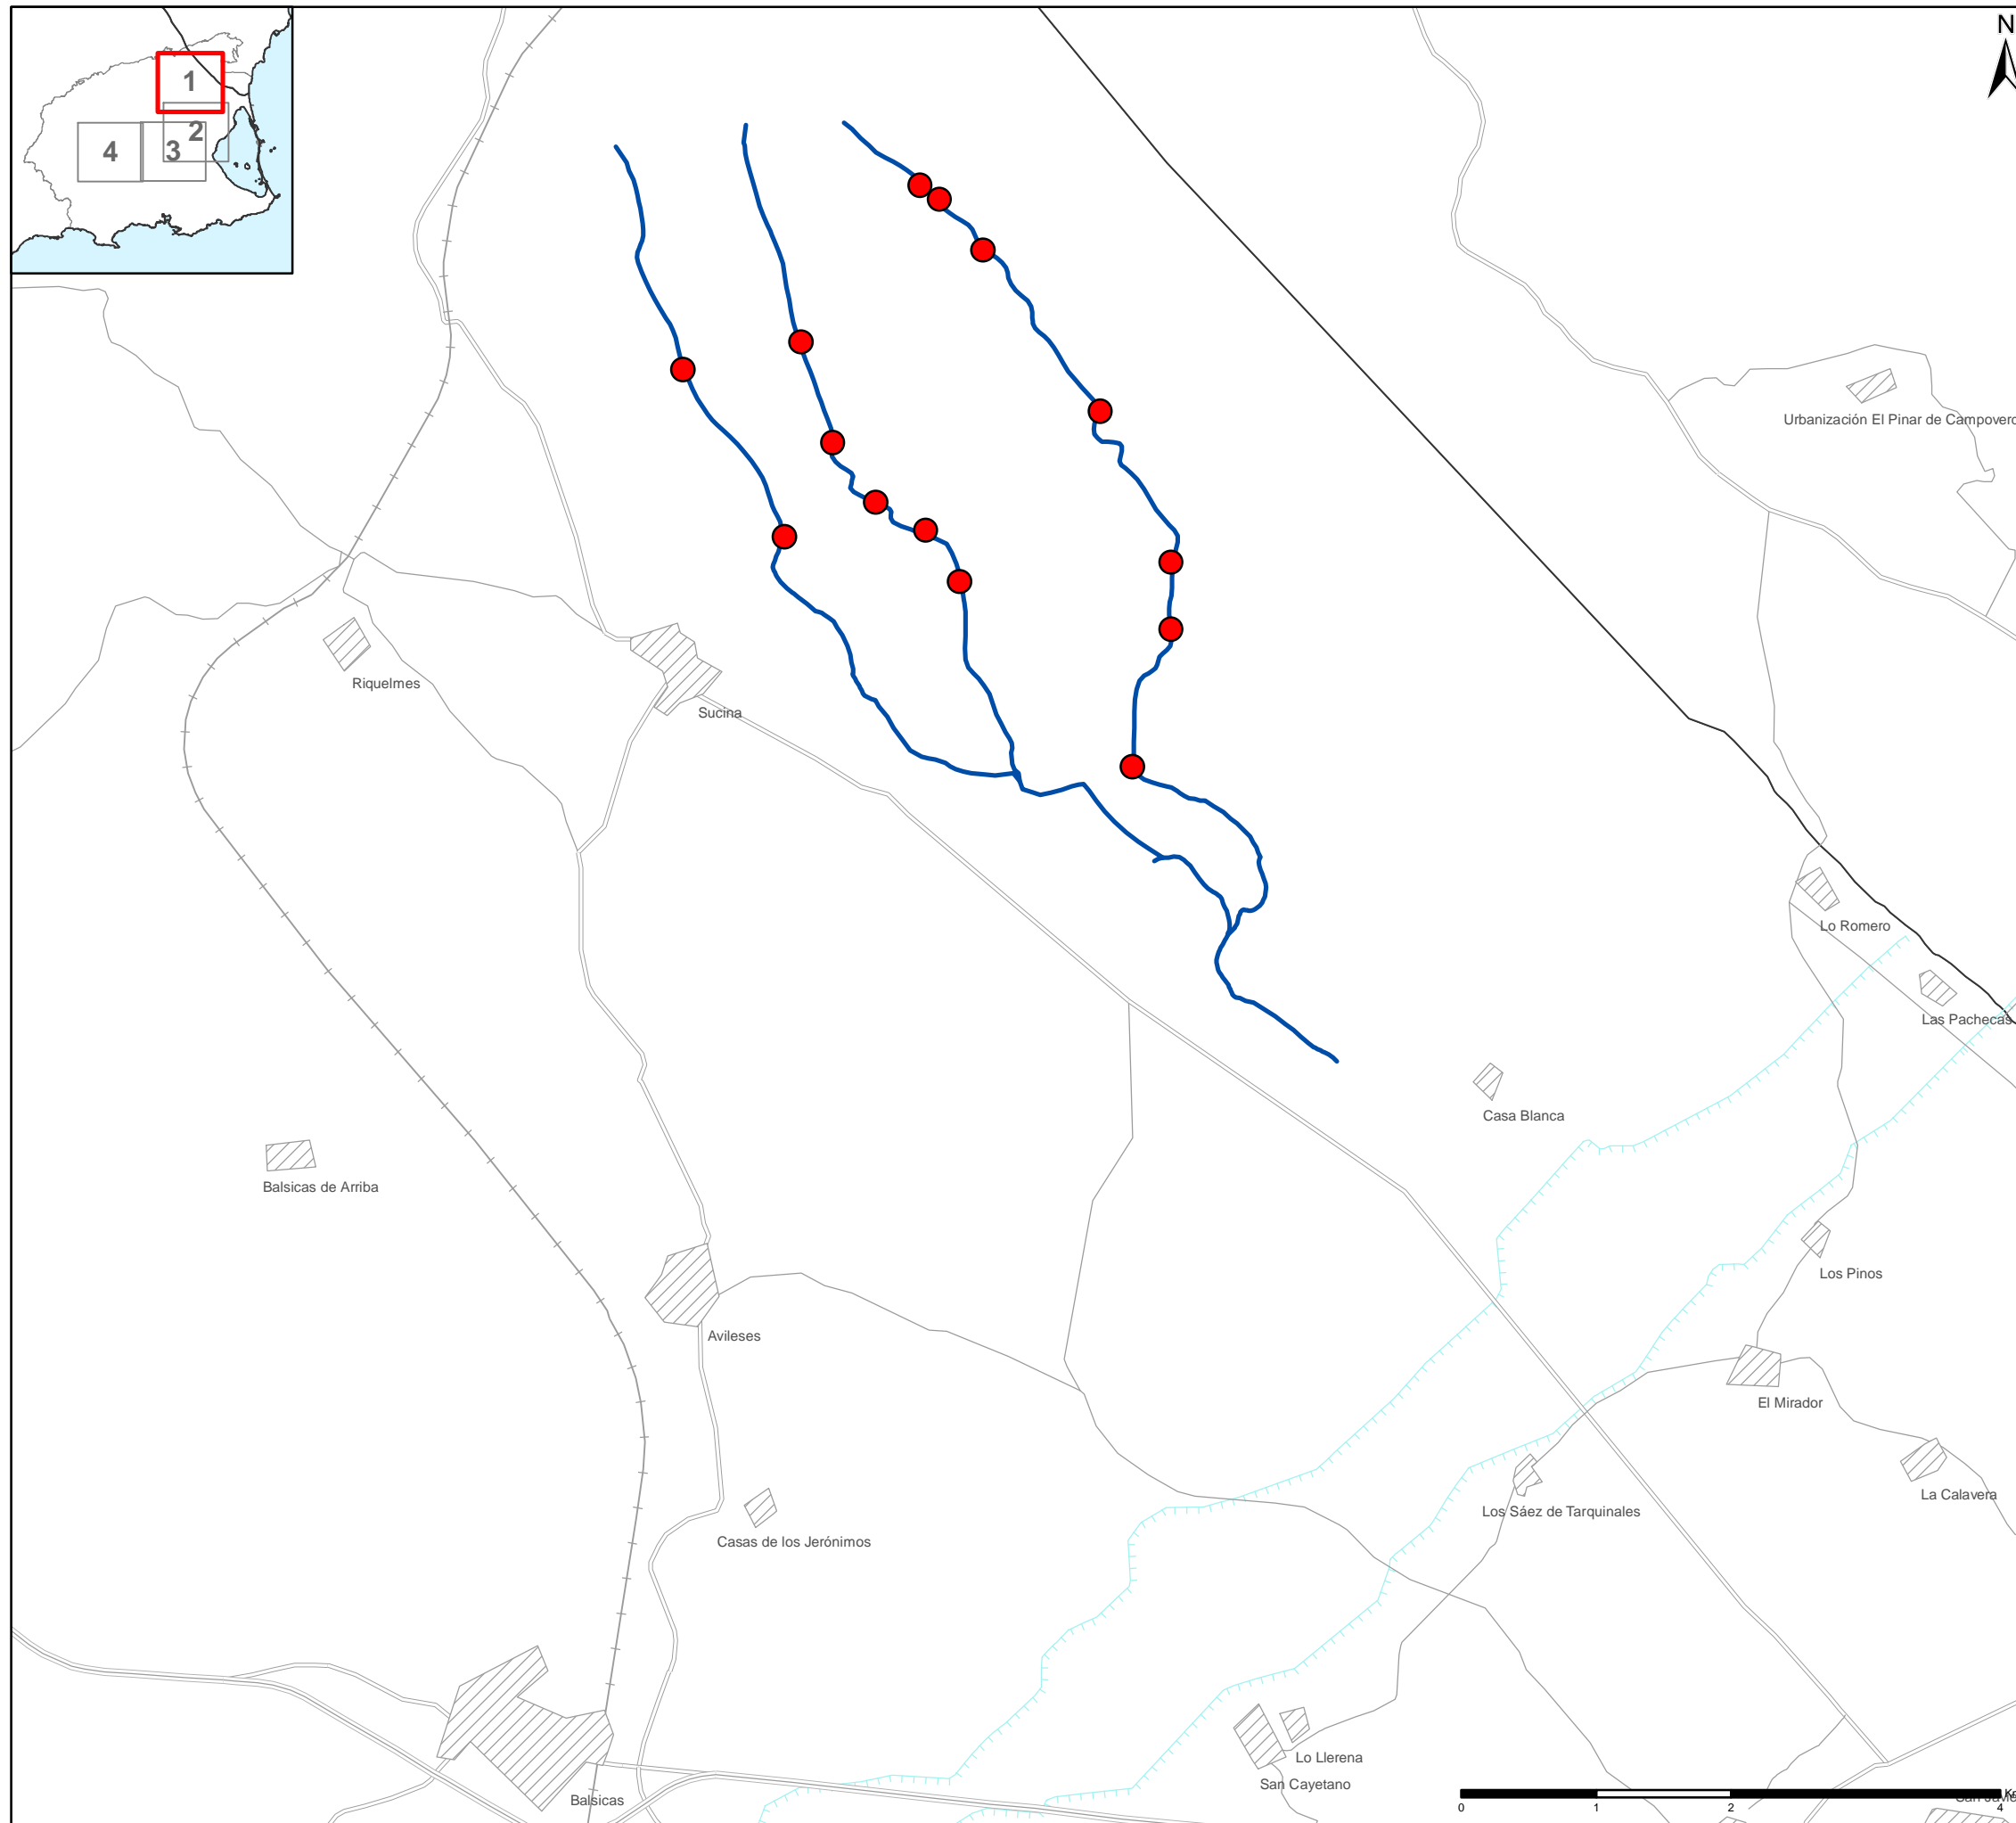 N
1
2
3
4
Urbanización El Pinar de Campovero
Riquelmes
Sucina
Lo Romero
Las Pachecas
Casa Blanca
Balsicas de Arriba
Los Pinos
Avileses
El Mirador
La Calavera
Los Sáez de Tarquinales
Casas de los Jerónimos
Lo Llerena
San Cayetano
Balsicas
0 1 2 4